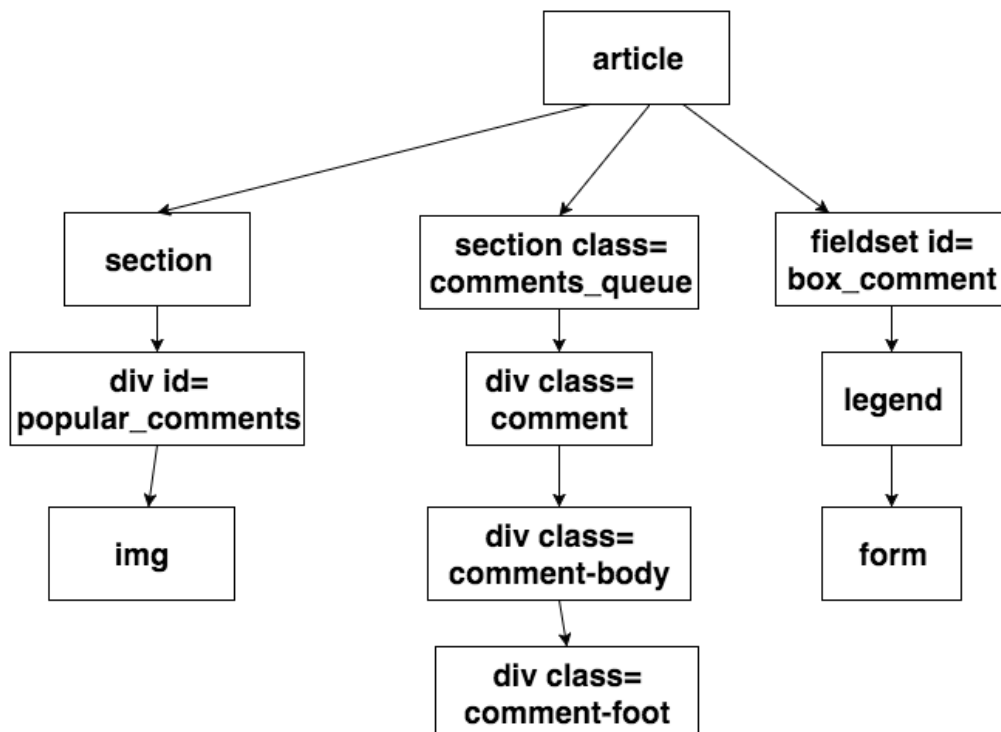 article
section
section class=
comments_queue
fieldset id=
box_comment
div id=
popular_comments
div class=
comment
legend
img
div class=
comment-body
form
div class=
comment-foot